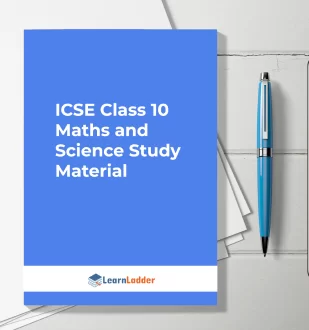 ICSE Class 10
Maths and
Science Study
Material
LearnLadder